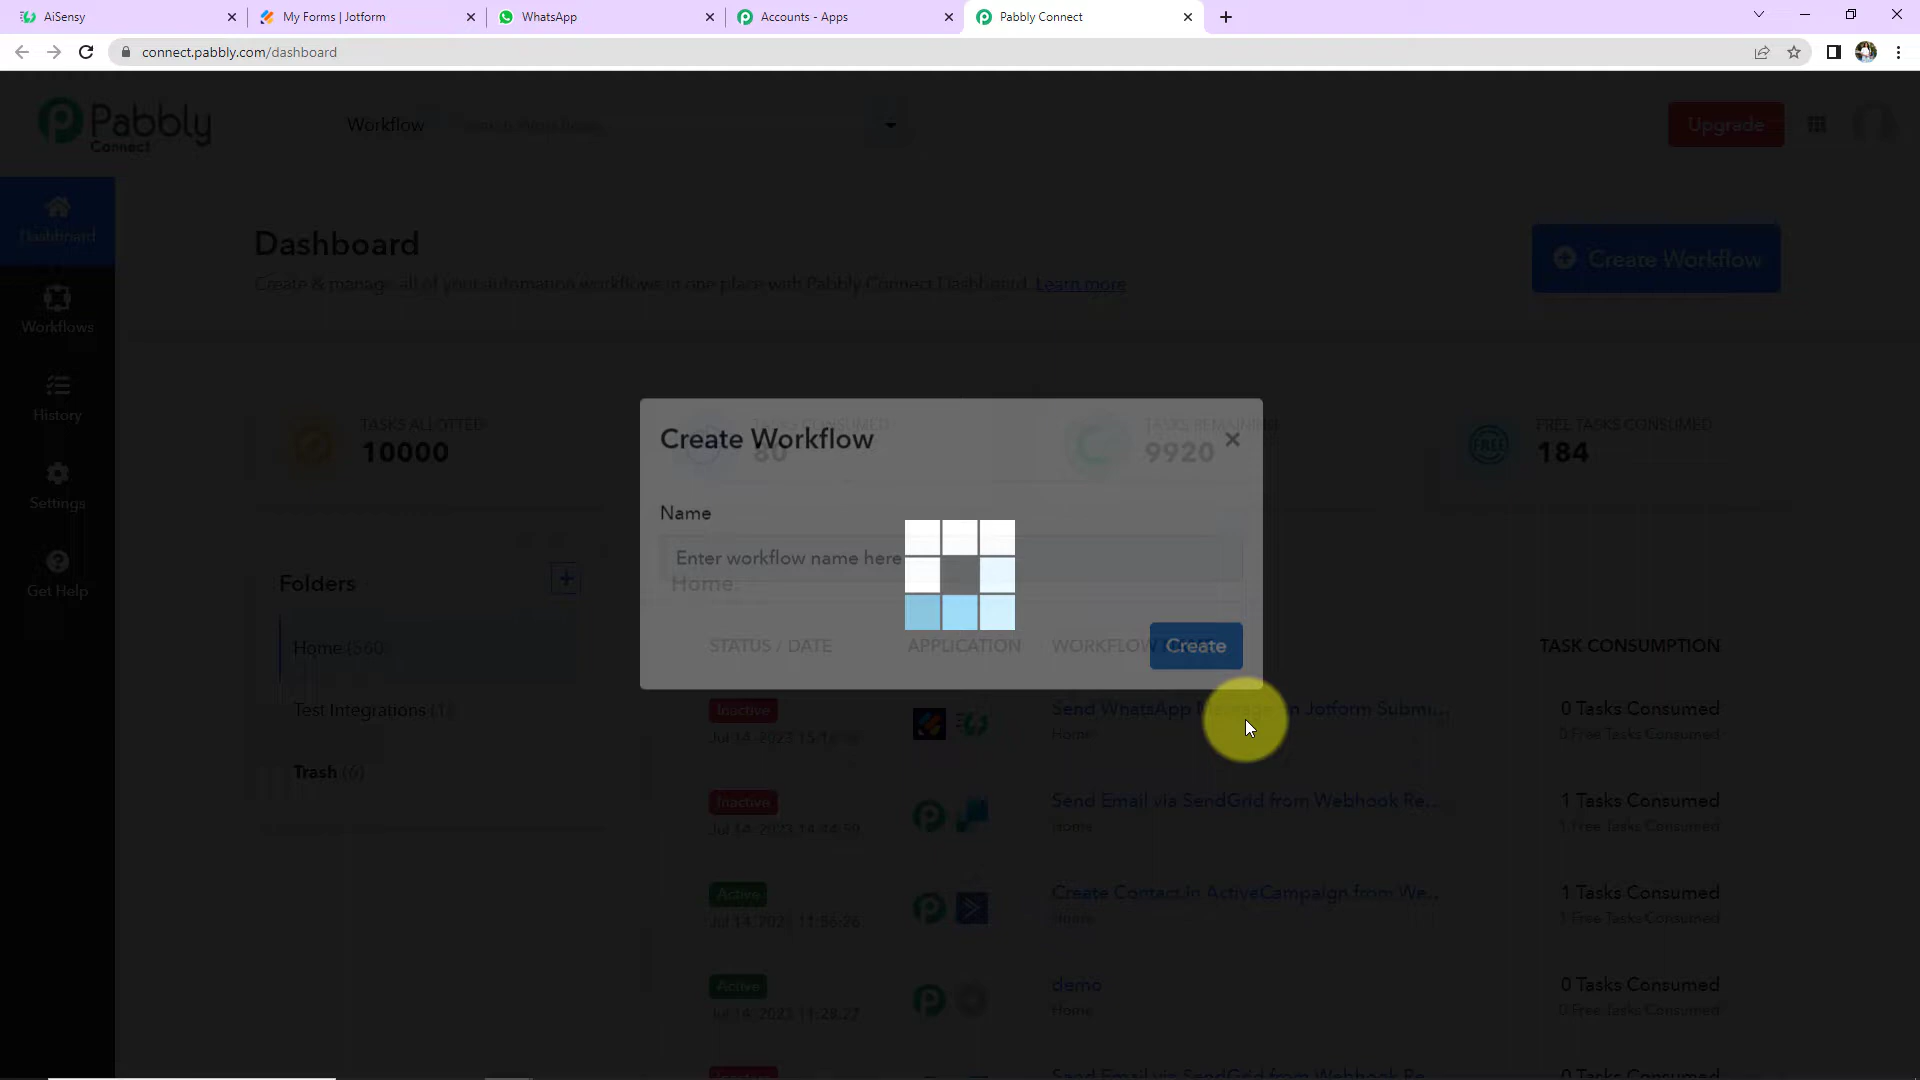 AiSensy
My Forms | Jotform
WhatsApp
Accounts - Apps
Pabbly Connect
connect.pabbly.com/dashboard
Pabbly
Connect
Workflow
Upgrade
Dashboard
Dashboard
Create & manage all of your automation workflows in one place with Pabbly Connect Dashboard. Learn more
Create Workflow
Workflows
History
Settings
Get Help
TASKS ALLOTTED
10000
TASKS CONSUMED
80
TASKS REMAINING
9920
FREE TASKS CONSUMED
FREE
184
Create Workflow
Name
Enter workflow name here
Create
Folders
Home (560
Test Integrations (1)
Trash (6)
Home
STATUS / DATE
APPLICATION
WORKFLOW
TASK CONSUMPTION
Inactive
Send WhatsApp Message on Jotform Submi...
0 Tasks Consumed
Jul 14, 2023 15:16
Home
0 Free Tasks Consumed
Inactive
Send Email via SendGrid from Webhook Re...
1 Tasks Consumed
Jul 14, 2023 14:44:59
Home
1 Free Tasks Consumed
Active
Create Contact in ActiveCampaign from We...
1 Tasks Consumed
Jul 14, 2023 11:56:26
Home
1 Free Tasks Consumed
Active
demo
0 Tasks Consumed
Jul 14, 2023 11:28:27
Home
0 Free Tasks Consumed
Inactive
Send Email via SendGrid from Webhook Re...
0 Tasks Consumed